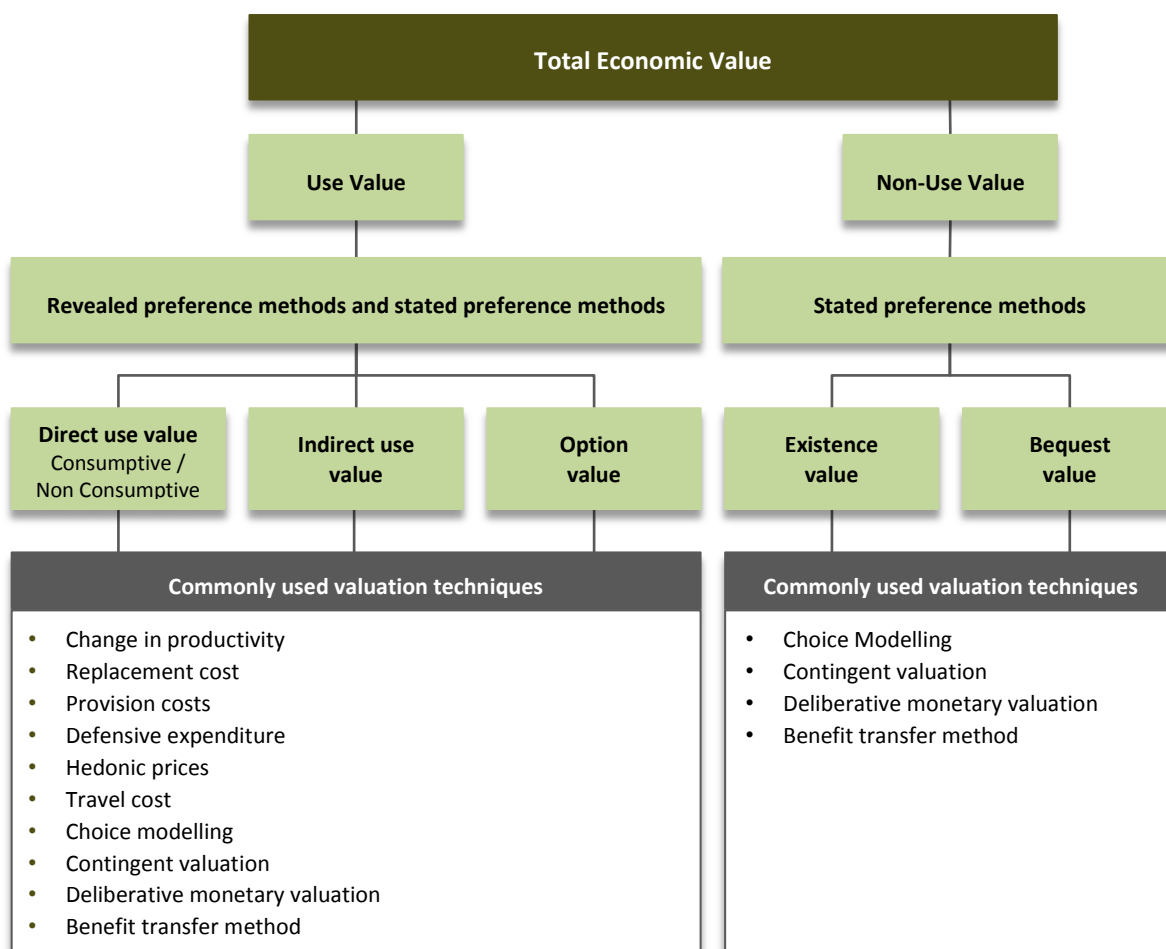 Total Economic Value
Use Value
Non-Use Value
Revealed preference methods and stated preference methods
Stated preference methods
Direct use value
Consumptive /
Non Consumptive
Indirect use
value
Option
value
Existence
value
Bequest
value
Commonly used valuation techniques
• Change in productivity
• Replacement cost
• Provision costs
• Defensive expenditure
• Hedonic prices
• Travel cost
• Choice modelling
• Contingent valuation
• Deliberative monetary valuation
• Benefit transfer method
Commonly used valuation techniques
• Choice Modelling
• Contingent valuation
• Deliberative monetary valuation
• Benefit transfer method